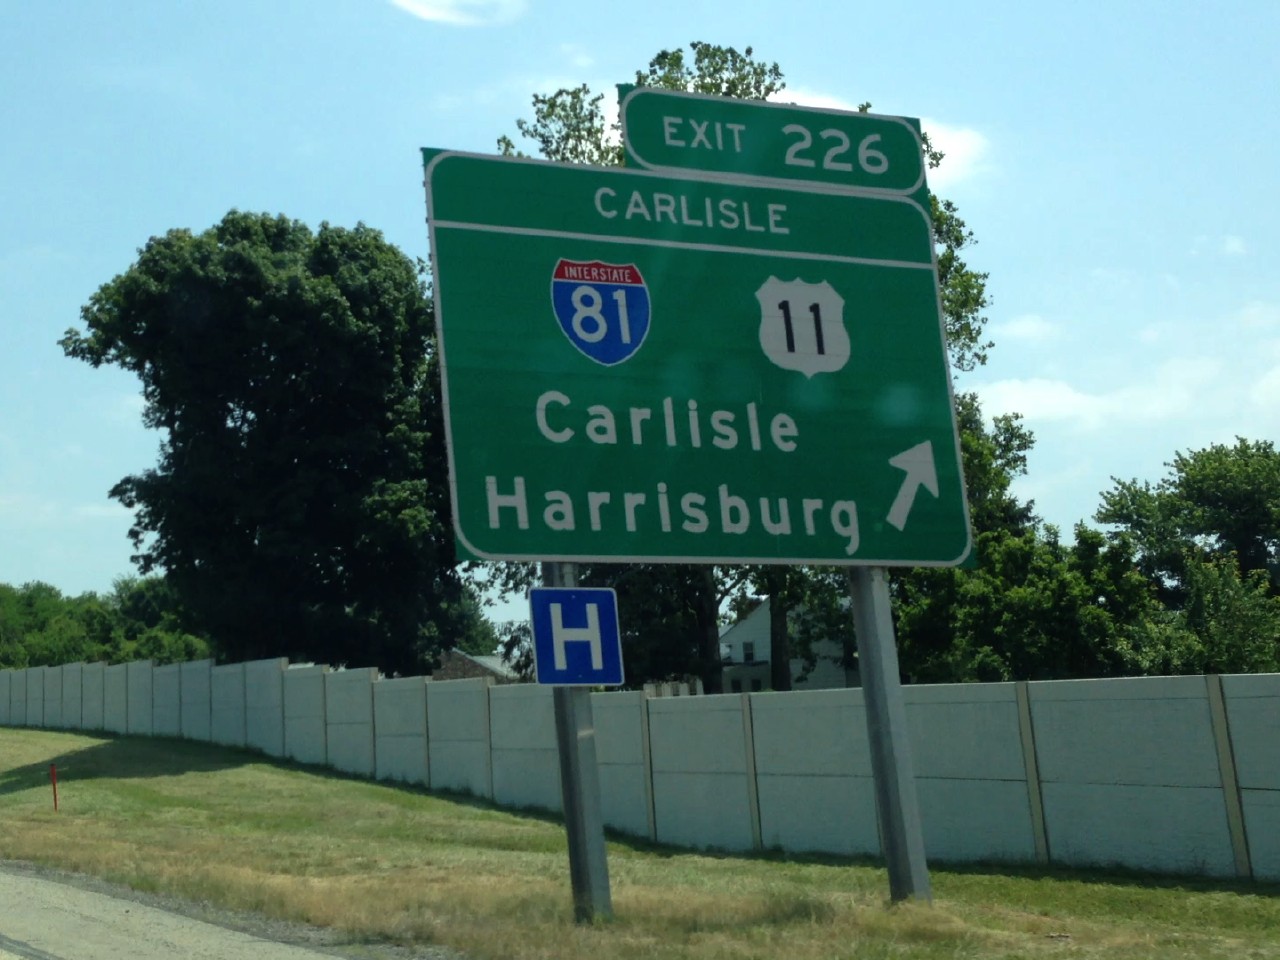 EXIT 226
CARLISLE
INTERSTATE
81
11
Carlisle
Harrisburg
H